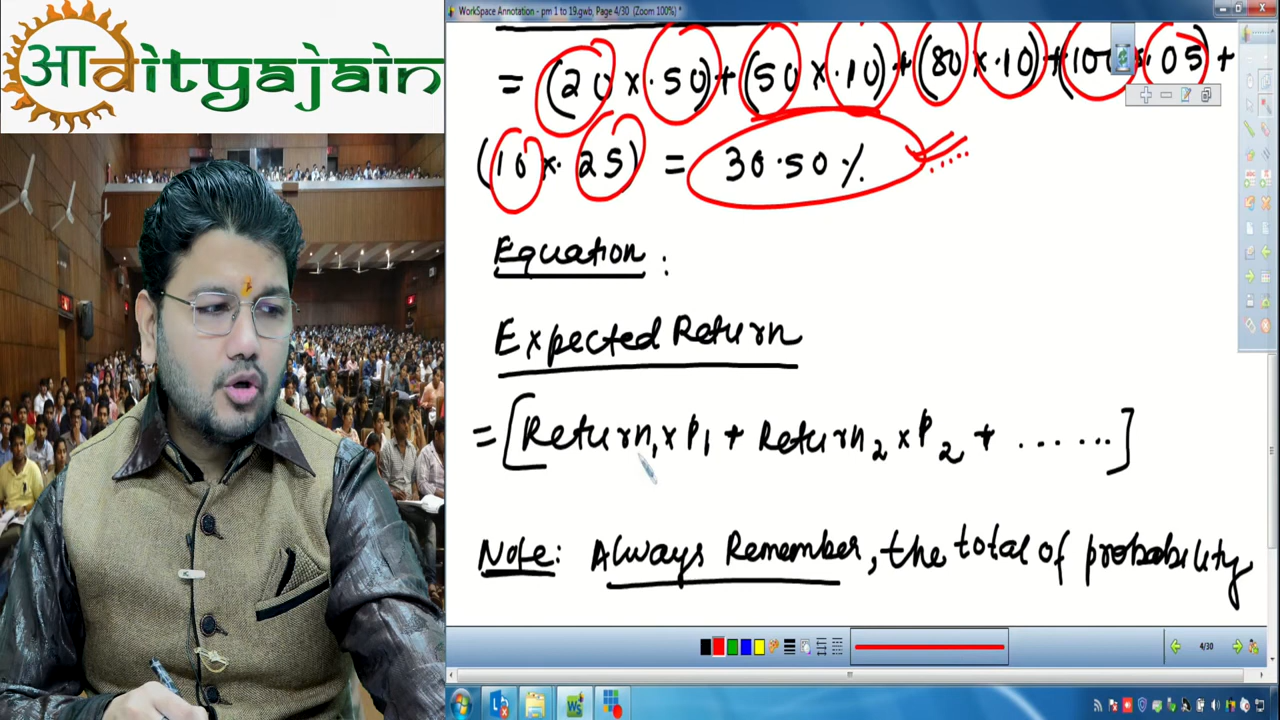 WorkSpace Annotation - pm 1 to 19.gwb, Page 4/30 (Zoom 100%) *
आdityajain
= (20 x .50) + (50 x .10) + (80 x .10) + (100 x .05) +
(10 x .25) = 30.50%
Equation :
Expected Return
= [Return1 x P1 + Return2 x P2 + ......]
Note: Always Remember, the total of probability
4/30